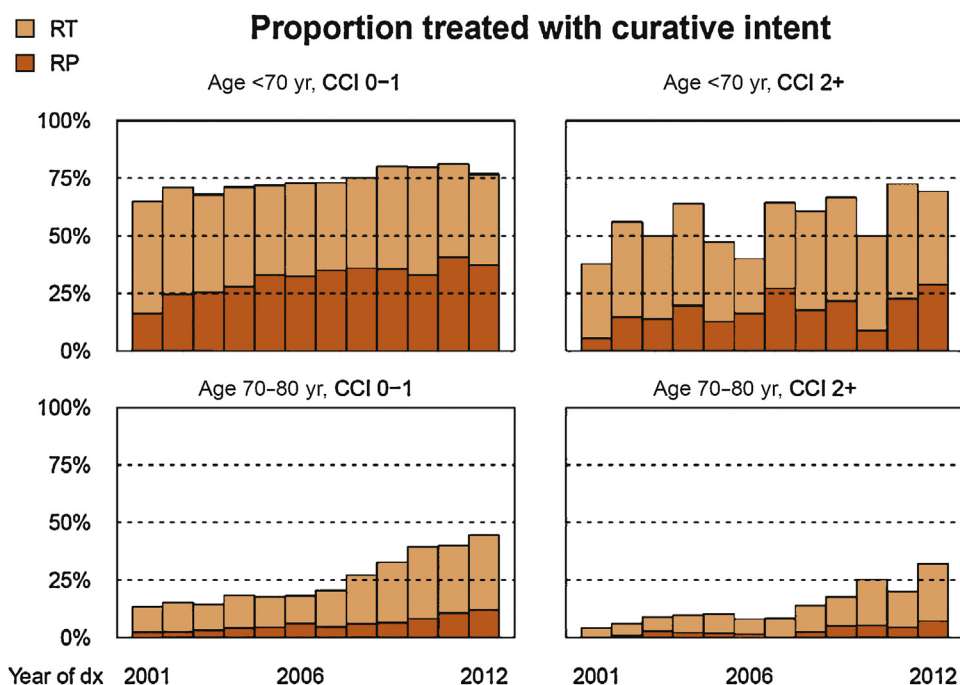 Proportion treated with curative intent
RT
RP
Age <70 yr, CCI 0–1
Age <70 yr, CCI 2+
100%
75%
50%
25%
0%
Age 70–80 yr, CCI 0–1
Age 70–80 yr, CCI 2+
100%
75%
50%
25%
0%
Year of dx 2001 2006 2012 2001 2006 2012